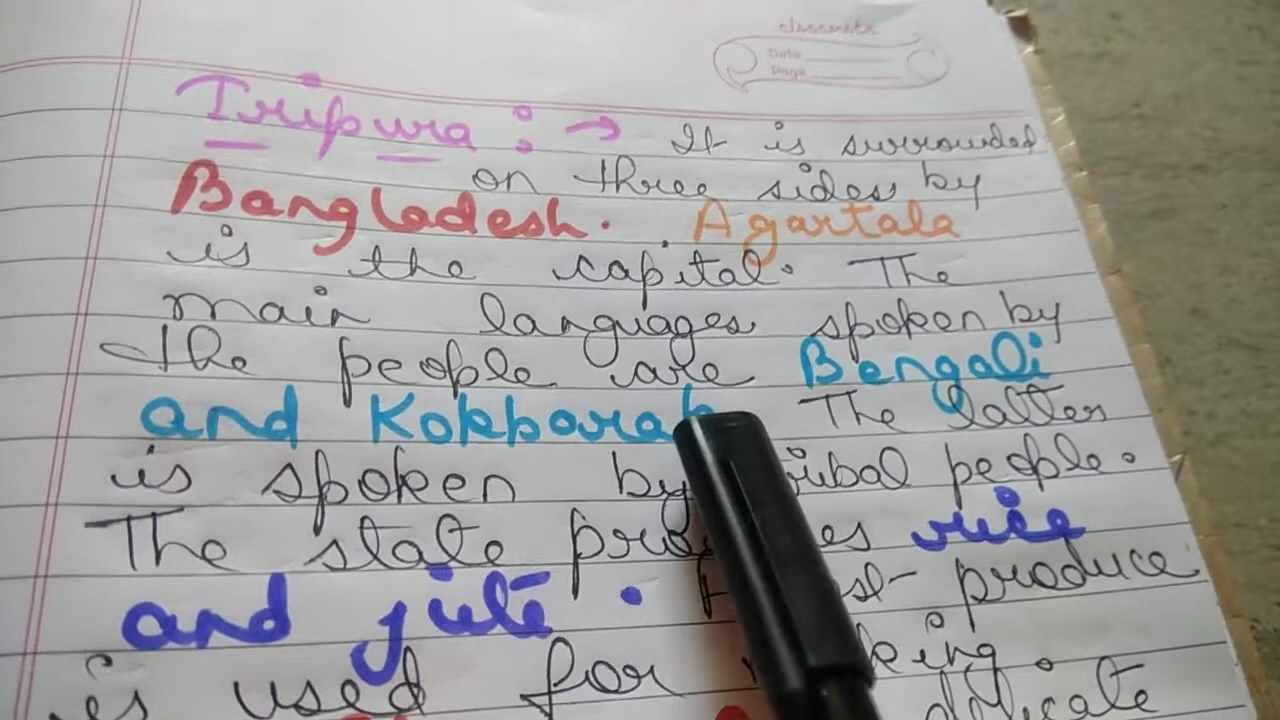 classmate
Date
Page
Tripura : → It is surrounded
on three sides by
Bangladesh. Agartala
is the capital. The
main languages spoken by
the people are Bengali
and Kokborak The latter
is spoken by people.
The state rice
and jute. produce
is used for
delicate